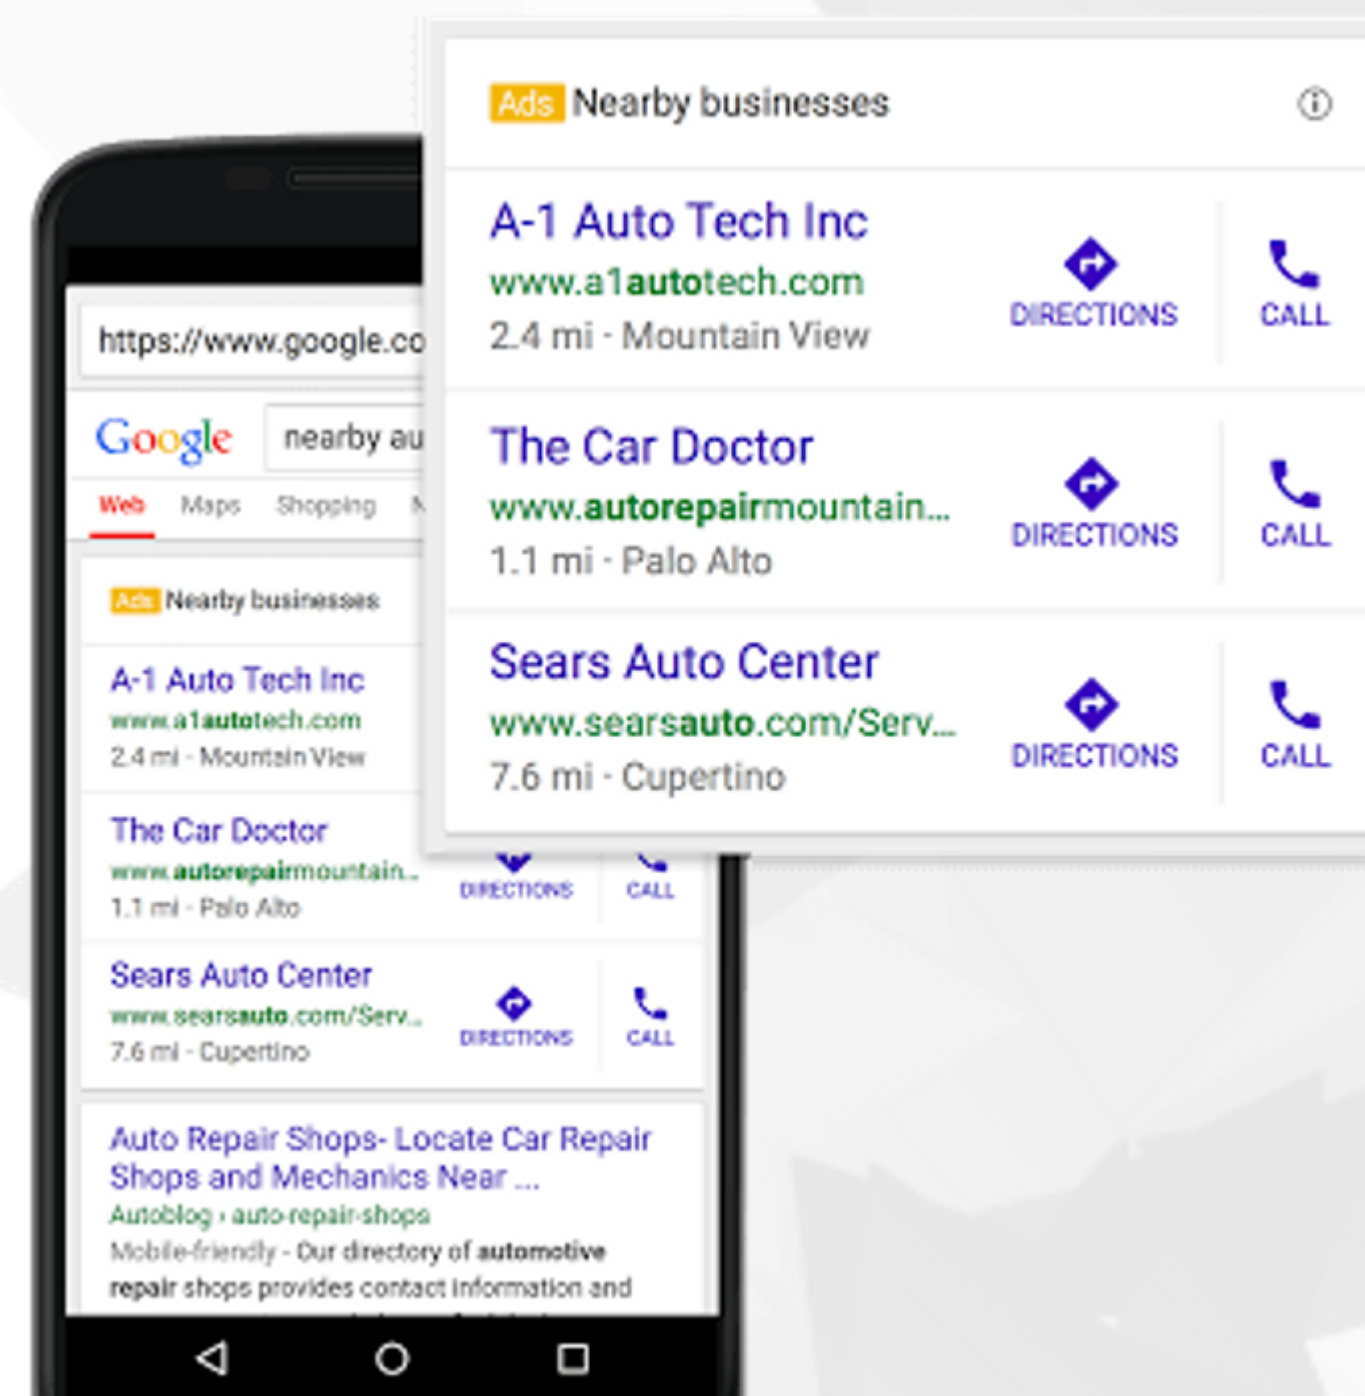 Ads Nearby businesses
A-1 Auto Tech Inc
www.a1autotech.com
2.4 mi · Mountain View
DIRECTIONS
CALL
The Car Doctor
www.autorepairmountain...
1.1 mi · Palo Alto
DIRECTIONS
CALL
Sears Auto Center
www.searsauto.com/Serv...
7.6 mi · Cupertino
DIRECTIONS
CALL
https://www.google.co
Google nearby au
Web Maps Shopping
Ads Nearby businesses
A-1 Auto Tech Inc
www.a1autotech.com
2.4 mi - Mountain View
The Car Doctor
www.autorepairmountain...
1.1 mi - Palo Alto
DIRECTIONS
CALL
Sears Auto Center
www.searsauto.com/Serv...
7.6 mi - Cupertino
DIRECTIONS
CALL
Auto Repair Shops- Locate Car Repair
Shops and Mechanics Near ...
Autoblog › auto-repair-shops
Mobile-friendly - Our directory of automotive
repair shops provides contact information and